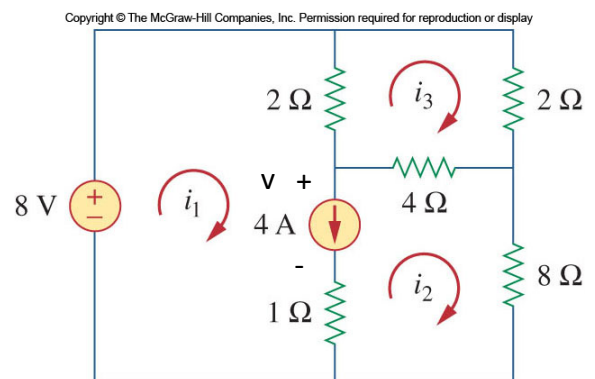 Copyright © The McGraw-Hill Companies, Inc. Permission required for reproduction or display
2 Ω
i3
2 Ω
8 V
+
−
i1
v +
4 A
4 Ω
-
1 Ω
i2
8 Ω